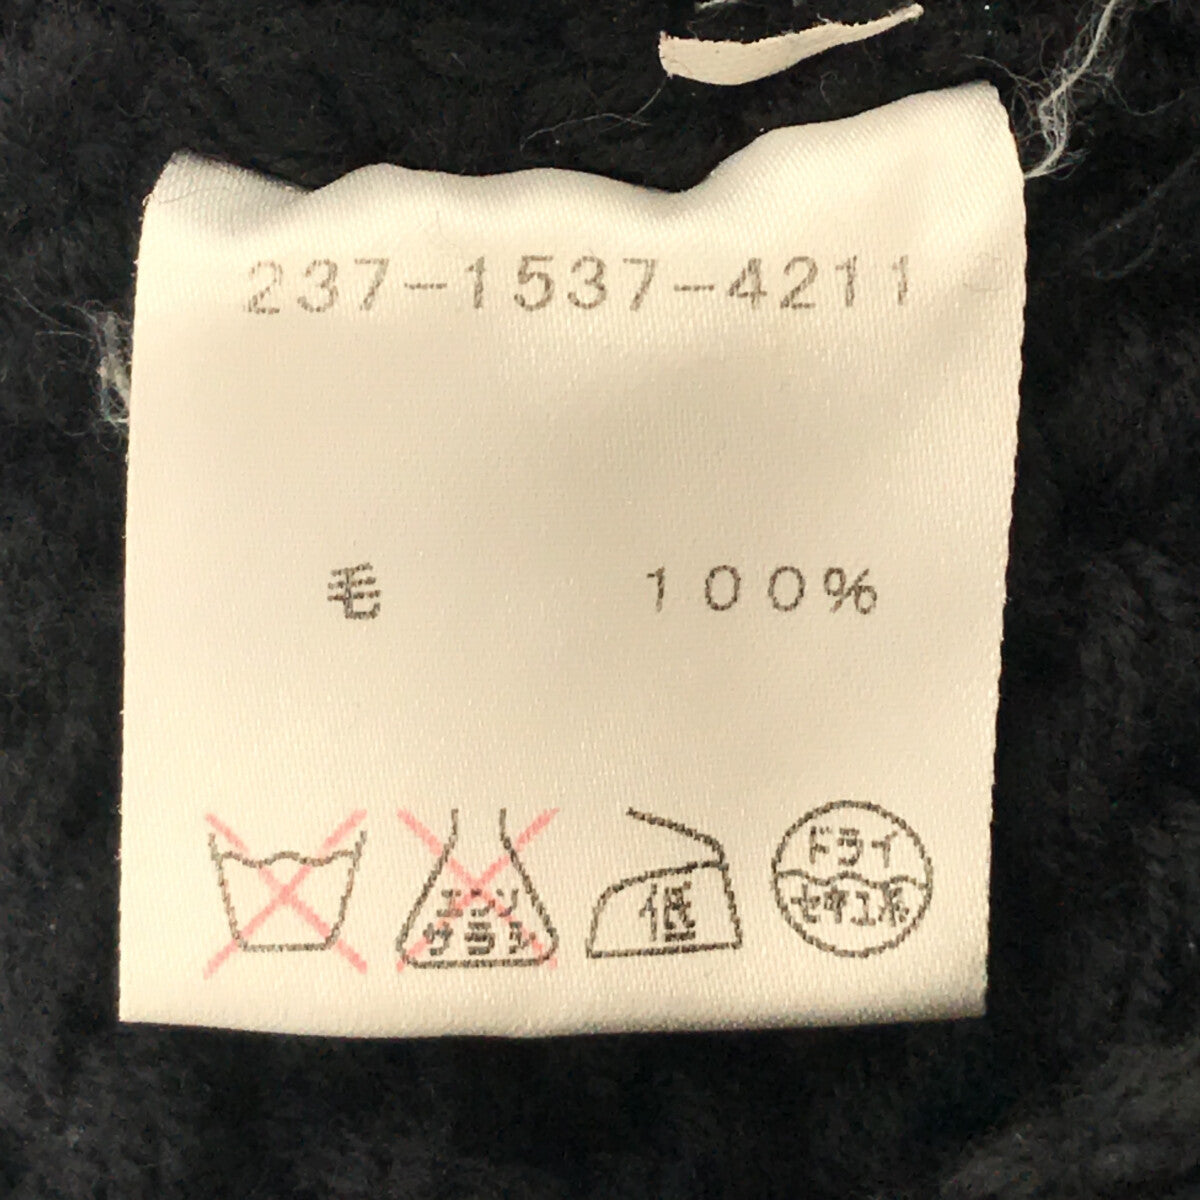 237-1537-4211
毛 100%
エンソ
サラシ
低
ドライ
セキユ系